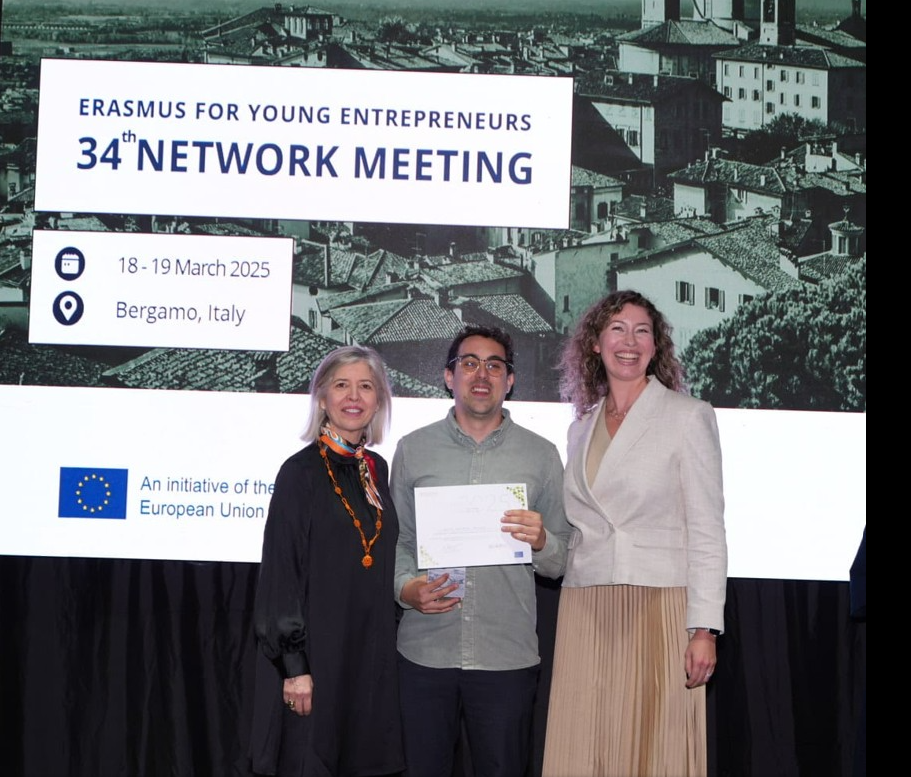 ERASMUS FOR YOUNG ENTREPRENEURS
34th NETWORK MEETING
18 - 19 March 2025
Bergamo, Italy
An initiative of the
European Union